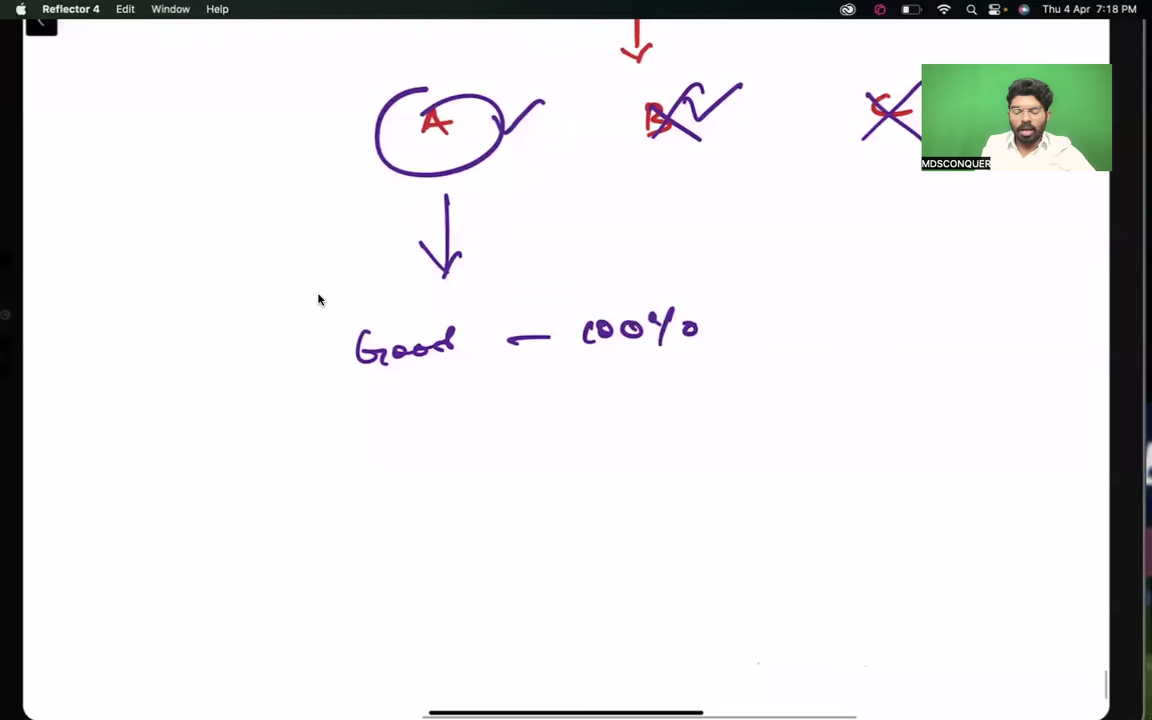 Reflector 4 Edit Window Help Thu 4 Apr 7:18 PM
A B C
MDSCONQUER
Good — 100%